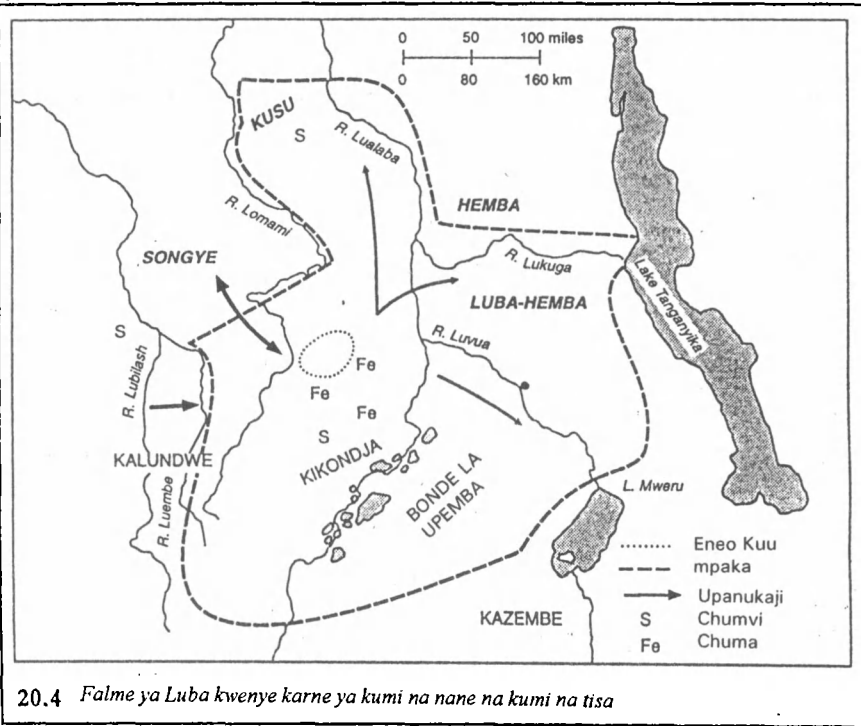 0 50 100 miles
0 80 160 km
KUSU
S
R. Lualaba
R. Lomami
HEMBA
SONGYE
R. Lukuga
Lake Tanganyika
LUBA-HEMBA
S
R. Luvua
R. Lubilash
Fe
Fe
Fe
S
KALUNDWE
KIKONDJA
R. Luembe
BONDE LA
UPEMBA
L. Mweru
KAZEMBE
Eneo Kuu
mpaka
Upanukaji
S Chumvi
Fe Chuma
20.4 Falme ya Luba kwenye karne ya kumi na nane na kumi na tisa